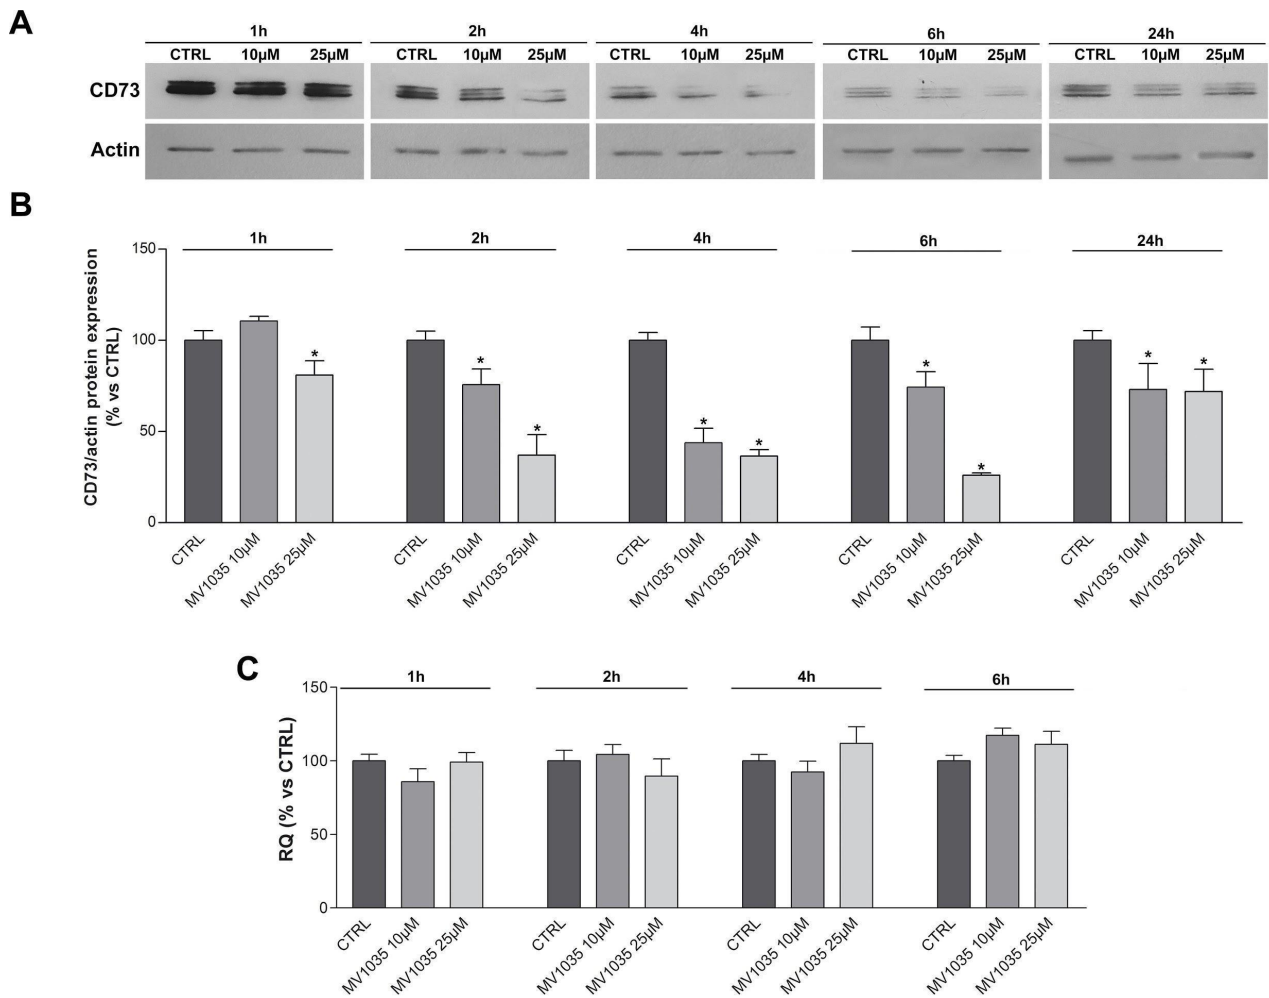 A
1h 2h 4h 6h 24h
CTRL 10µM 25µM CTRL 10µM 25µM CTRL 10µM 25µM CTRL 10µM 25µM CTRL 10µM 25µM
CD73
Actin
B
CD73/actin protein expression
(% vs CTRL)
1h 2h 4h 6h 24h
150
100
50
0
* * * * * * * * *
CTRL MV1035 10µM MV1035 25µM CTRL MV1035 10µM MV1035 25µM CTRL MV1035 10µM MV1035 25µM CTRL MV1035 10µM MV1035 25µM CTRL MV1035 10µM MV1035 25µM
C
RQ (% vs CTRL)
1h 2h 4h 6h
150
100
50
0
CTRL MV1035 10µM MV1035 25µM CTRL MV1035 10µM MV1035 25µM CTRL MV1035 10µM MV1035 25µM CTRL MV1035 10µM MV1035 25µM